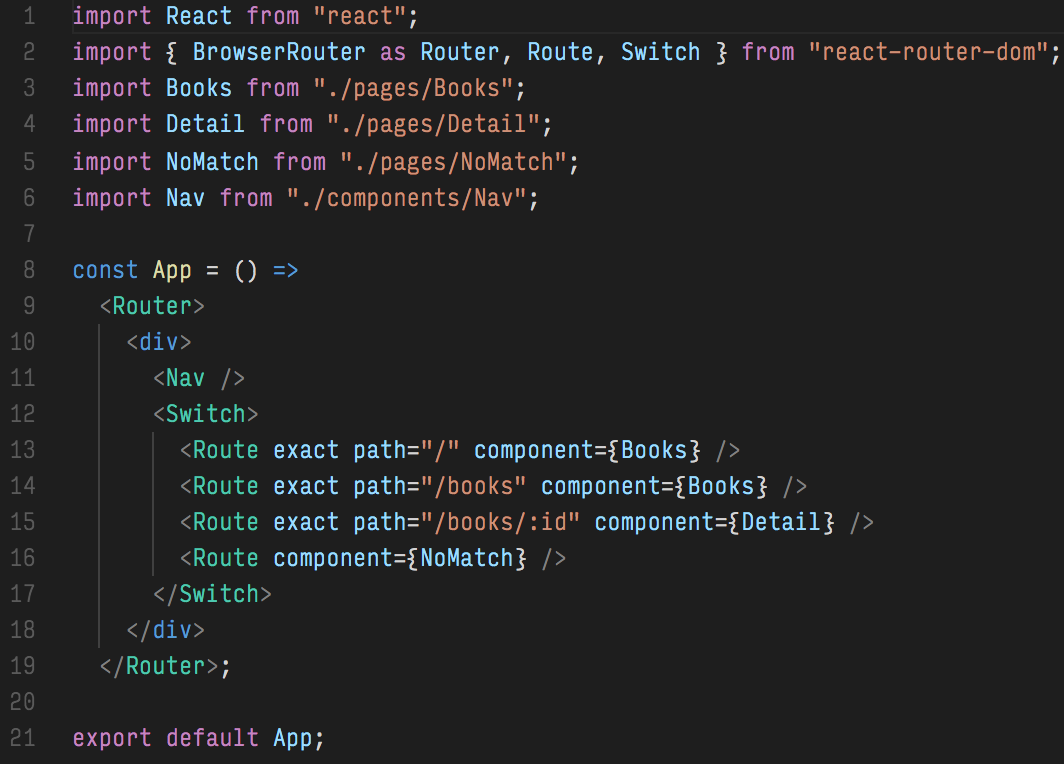 1 import React from "react";
2 import { BrowserRouter as Router, Route, Switch } from "react-router-dom";
3 import Books from "./pages/Books";
4 import Detail from "./pages/Detail";
5 import NoMatch from "./pages/NoMatch";
6 import Nav from "./components/Nav";
7
8 const App = () =>
9   <Router>
10     <div>
11       <Nav />
12       <Switch>
13         <Route exact path="/" component={Books} />
14         <Route exact path="/books" component={Books} />
15         <Route exact path="/books/:id" component={Detail} />
16         <Route component={NoMatch} />
17       </Switch>
18     </div>
19   </Router>;
20
21 export default App;